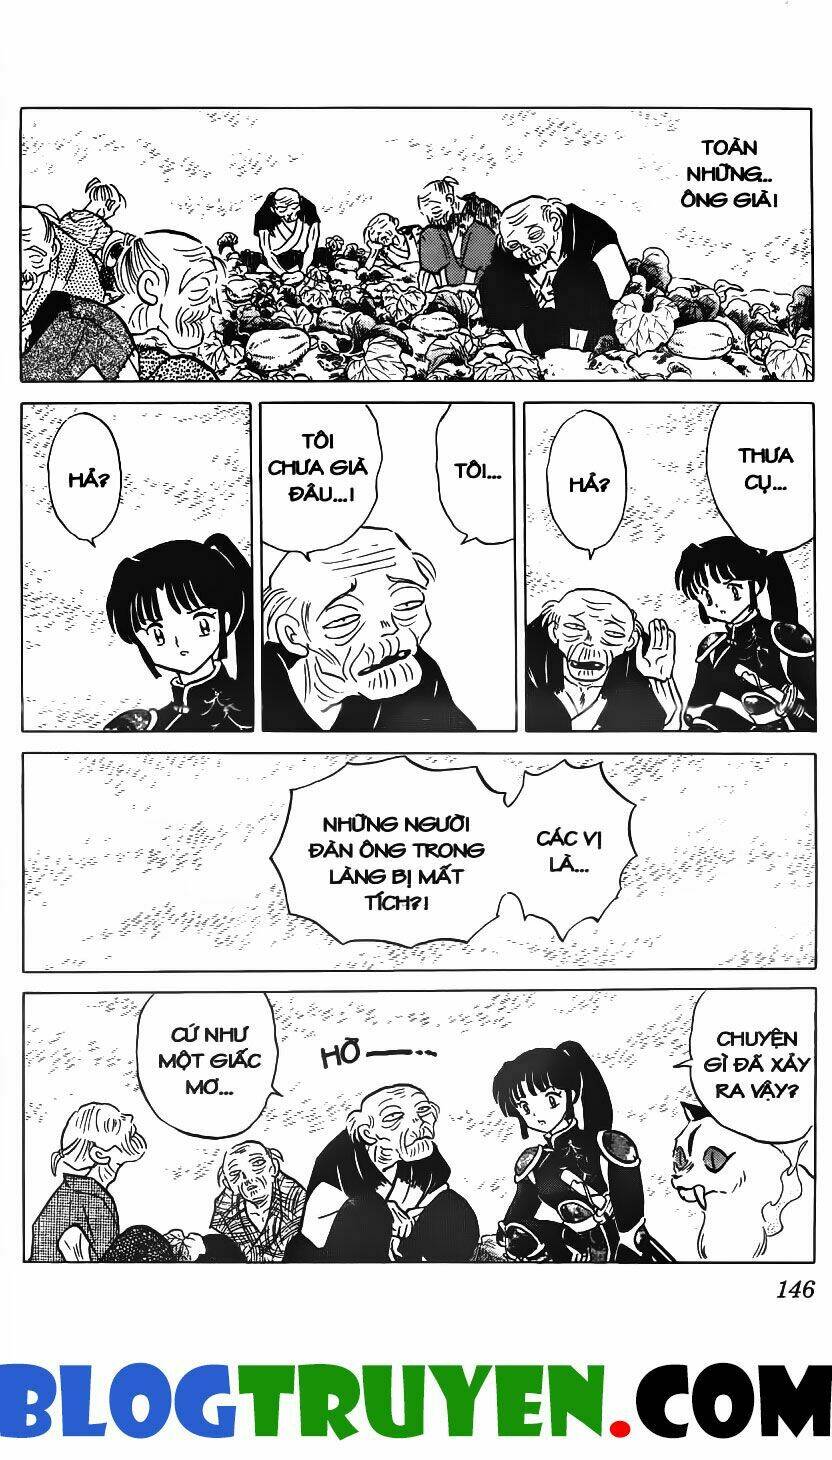 TOÀN
NHỮNG...
ÔNG GIÀ!
THƯA
CỤ...
HẢ?
TÔI...
TÔI
CHƯA GIÀ
ĐÂU...!
HẢ?
CÁC VỊ
LÀ...
NHỮNG NGƯỜI
ĐÀN ÔNG TRONG
LÀNG BỊ MẤT
TÍCH?!
CHUYỆN
GÌ ĐÃ XẢY
RA VẬY?
HỜ
CỨ NHƯ
MỘT GIẤC
MƠ...
146
BLOGTRUYEN.COM